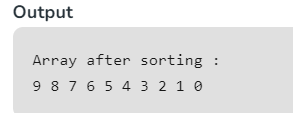 Output
Array after sorting :
9 8 7 6 5 4 3 2 1 0